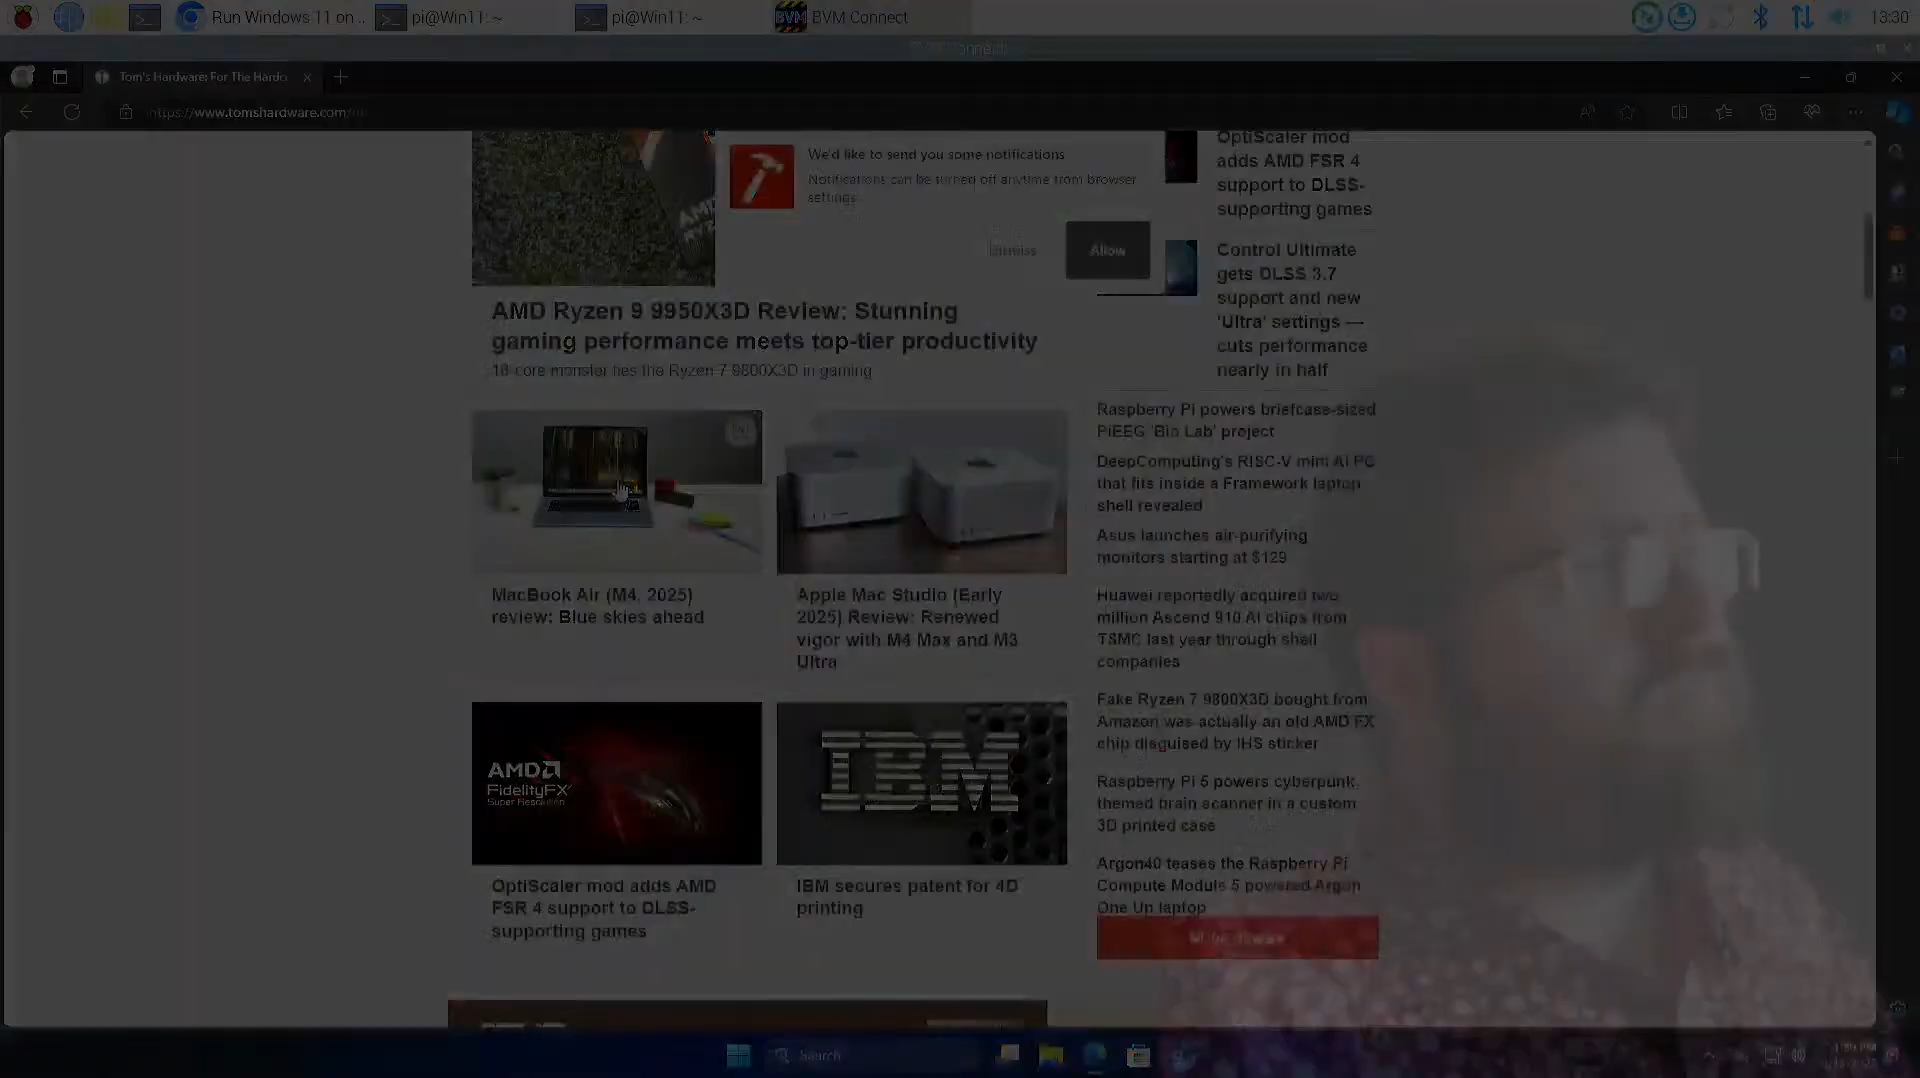 Run Windows 11 on ..
pi@Win11: ~
pi@Win11: ~
BVM
BVM Connect
13:30
Tom's Hardware: For The Hardc
https://www.tomshardware.com
We'd like to send you some notifications
Notifications can be turned off anytime from browser
settings
Dismiss
Allow
OptiScaler mod
adds AMD FSR 4
support to DLSS-
supporting games
Control Ultimate
gets DLSS 3.7
support and new
'Ultra' settings —
cuts performance
nearly in half
AMD
AMD Ryzen 9 9950X3D Review: Stunning
gaming performance meets top-tier productivity
16-core monster ties the Ryzen 7 9800X3D in gaming
MacBook Air (M4, 2025)
review: Blue skies ahead
Apple Mac Studio (Early
2025) Review: Renewed
vigor with M4 Max and M3
Ultra
AMD
FidelityFX
Super Resolution
OptiScaler mod adds AMD
FSR 4 support to DLSS-
supporting games
IBM
IBM secures patent for 4D
printing
Raspberry Pi powers briefcase-sized
PiEEG 'Bio Lab' project
DeepComputing's RISC-V mini AI PC
that fits inside a Framework laptop
shell revealed
Asus launches air-purifying
monitors starting at $129
Huawei reportedly acquired two
million Ascend 910 AI chips from
TSMC last year through shell
companies
Fake Ryzen 7 9800X3D bought from
Amazon was actually an old AMD FX
chip disguised by IHS sticker
Raspberry Pi 5 powers cyberpunk
themed brain scanner in a custom
3D printed case
Argon40 teases the Raspberry Pi
Compute Module 5 powered Argon
One Up laptop
Search